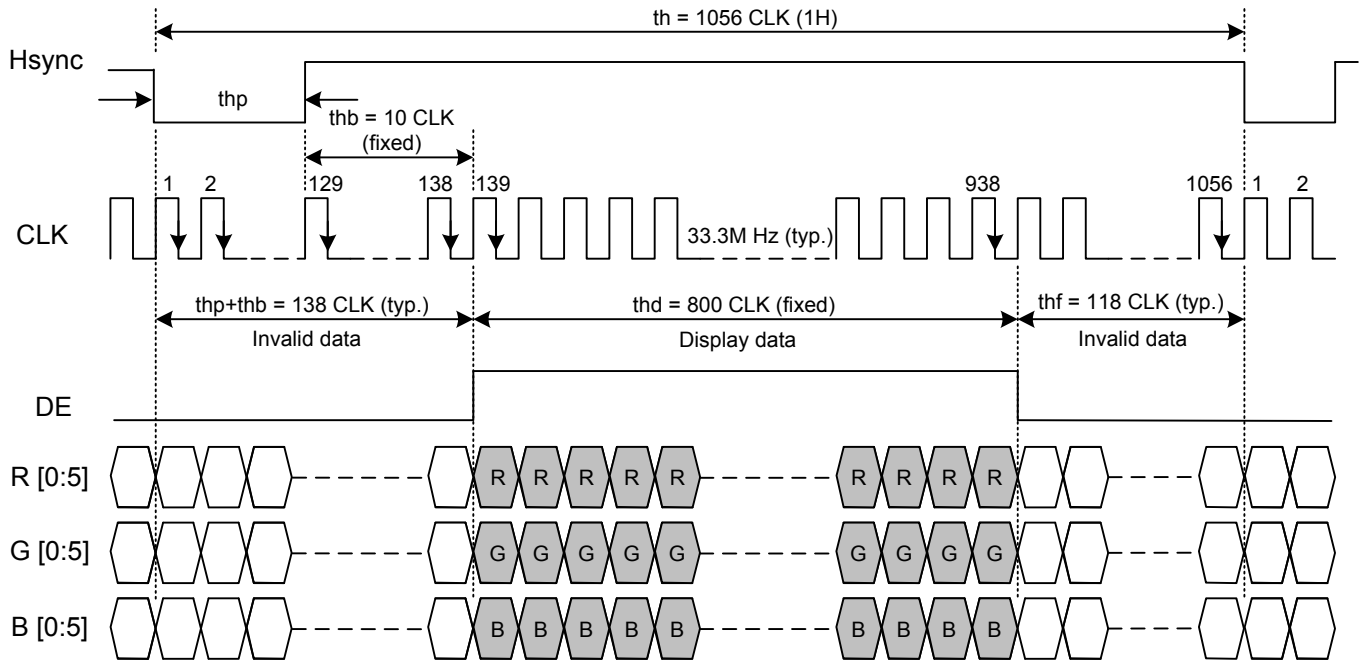 th = 1056 CLK (1H)
Hsync
thp
thb = 10 CLK
(fixed)
1 2 129 138 139 938 1056 1 2
CLK
33.3M Hz (typ.)
thp+thb = 138 CLK (typ.) thd = 800 CLK (fixed) thf = 118 CLK (typ.)
Invalid data Display data Invalid data
DE
R [0:5] R R R R R R R R R
G [0:5] G G G G G G G G G
B [0:5] B B B B B B B B B